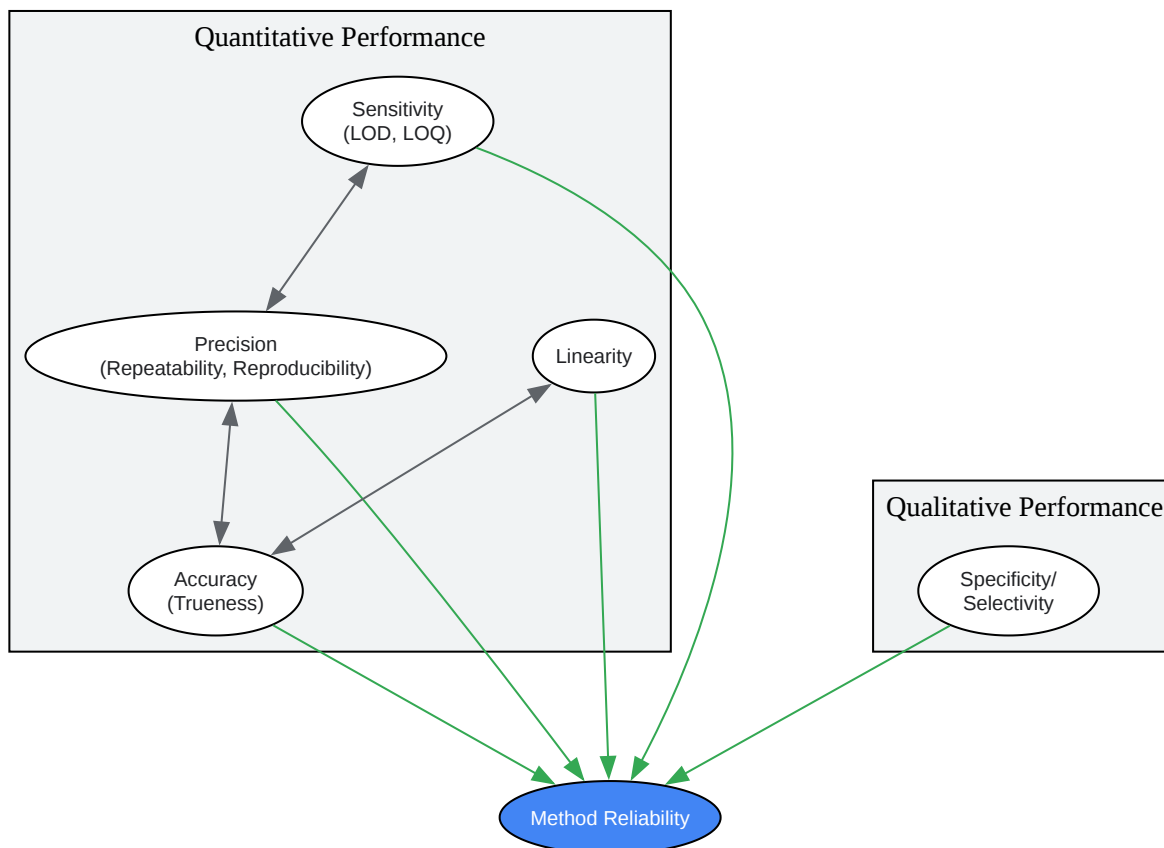 Quantitative Performance
Sensitivity
(LOD, LOQ)
Precision
(Repeatability, Reproducibility)
Linearity
Accuracy
(Trueness)
Qualitative Performance
Specificity/
Selectivity
Method Reliability